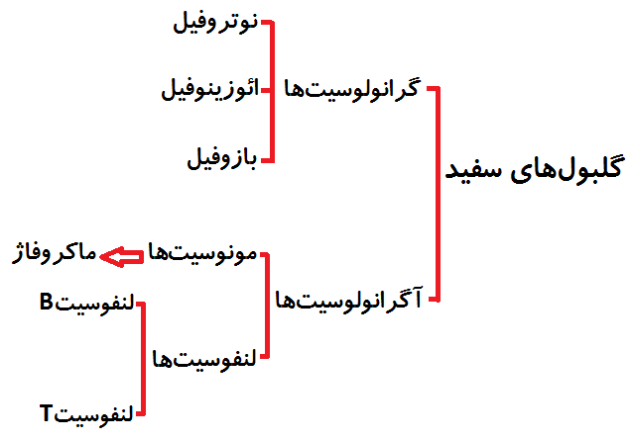 گلبول‌های سفید
گرانولوسیت‌ها
نوتروفیل
ائوزینوفیل
بازوفیل
آگرانولوسیت‌ها
مونوسیت‌ها
ماکروفاژ
لنفوسیت‌ها
لنفوسیتB
لنفوسیتT